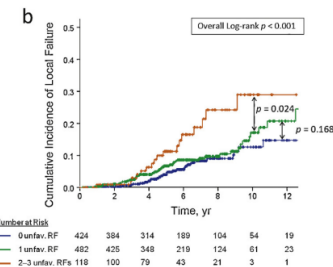 b
Overall Log-rank p < 0.001
Cumulative Incidence of Local Failure
0.5
0.4
0.3
0.2
0.1
0.0
p = 0.024
p = 0.168
0 2 4 6 8 10 12
Time, yr
Number at Risk
0 unfav. RF 424 384 314 189 104 54 19
1 unfav. RF 482 425 348 219 124 61 23
2-3 unfav. RFs 118 100 79 43 21 3 1